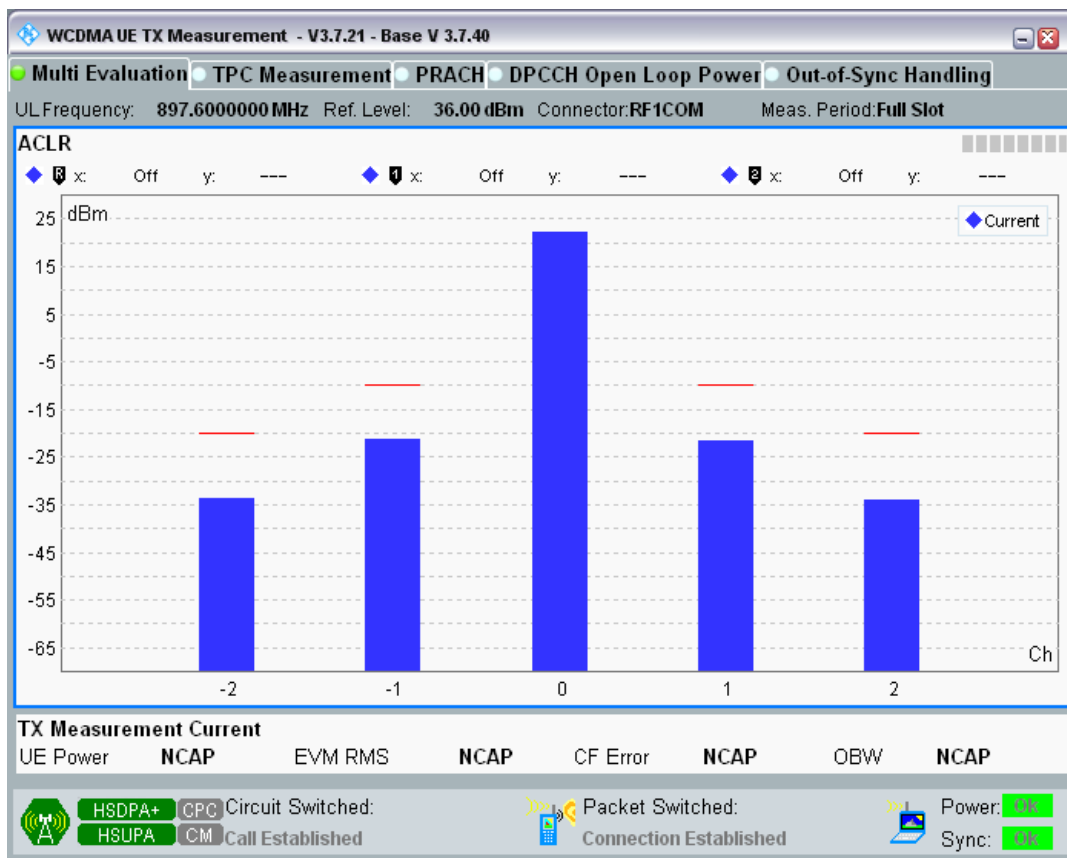 WCDMA UE TX Measurement - V3.7.21 - Base V 3.7.40
Multi Evaluation TPC Measurement PRACH DPCCH Open Loop Power Out-of-Sync Handling
UL Frequency: 897.6000000 MHz Ref. Level: 36.00 dBm Connector:RF1COM Meas. Period:Full Slot
ACLR
R x: Off y: --- 1 x: Off y: --- 2 x: Off y: ---
dBm
Current
25
15
5
-5
-15
-25
-35
-45
-55
-65
Ch
-2 -1 0 1 2
TX Measurement Current
UE Power NCAP EVM RMS NCAP CF Error NCAP OBW NCAP
HSDPA+ CPC Circuit Switched: Packet Switched: Power: Ok
HSUPA CM Call Established Connection Established Sync: Ok